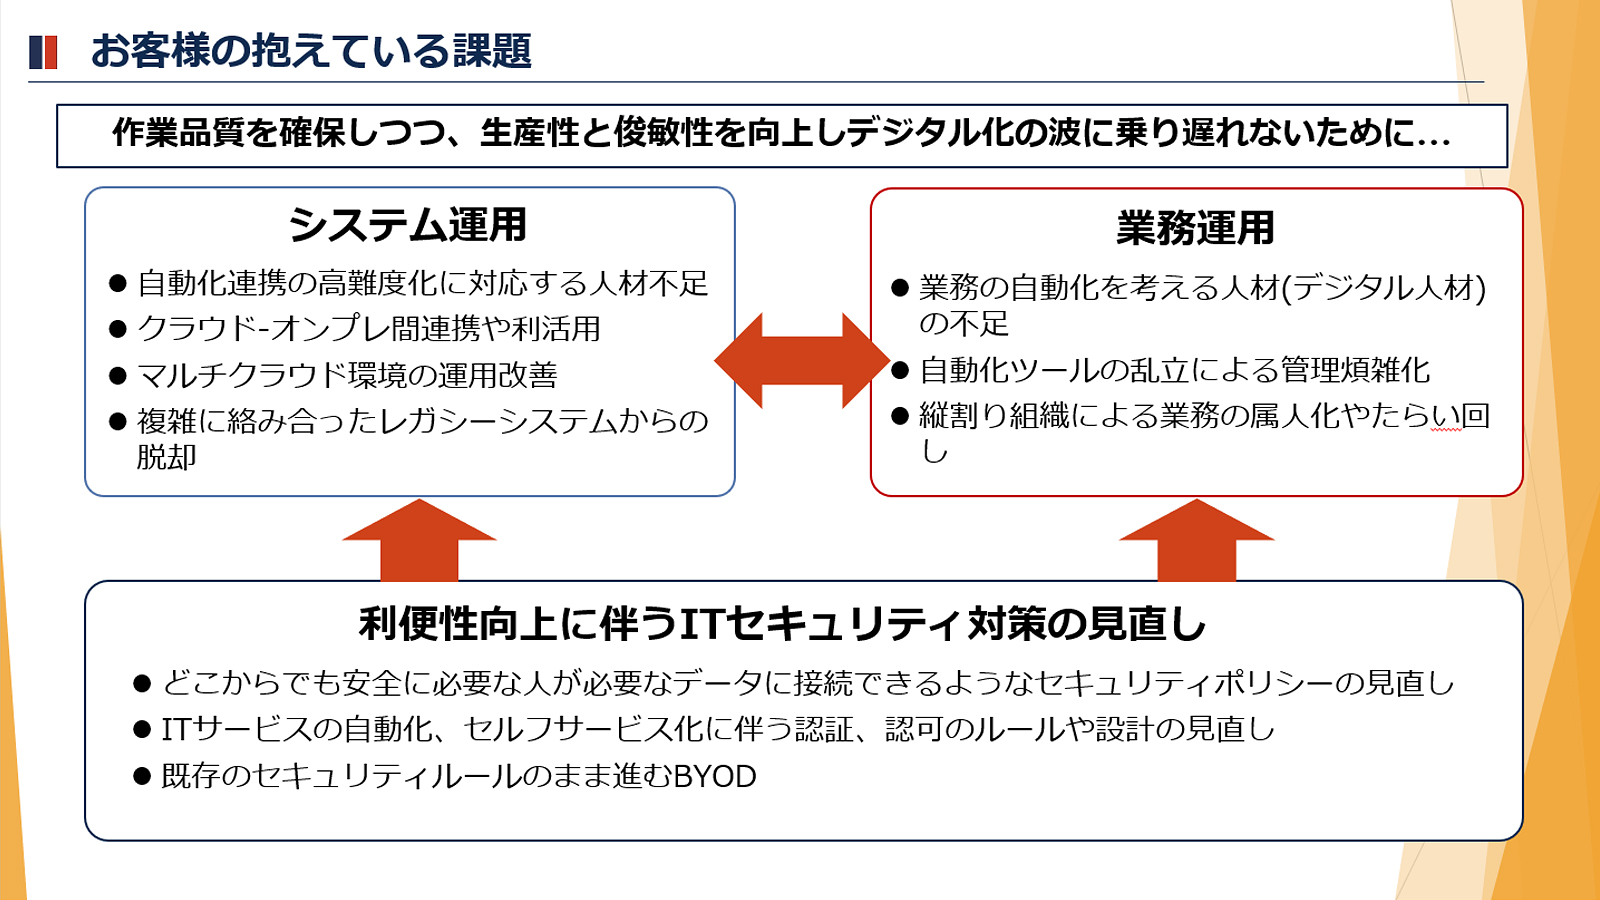 お客様の抱えている課題
作業品質を確保しつつ、生産性と俊敏性を向上しデジタル化の波に乗り遅れないために…
システム運用
● 自動化連携の高難度化に対応する人材不足
● クラウド-オンプレ間連携や利活用
● マルチクラウド環境の運用改善
● 複雑に絡み合ったレガシーシステムからの
脱却
業務運用
● 業務の自動化を考える人材(デジタル人材)
の不足
● 自動化ツールの乱立による管理煩雑化
● 縦割り組織による業務の属人化やたらい回
し
利便性向上に伴うITセキュリティ対策の見直し
● どこからでも安全に必要な人が必要なデータに接続できるようなセキュリティポリシーの見直し
● ITサービスの自動化、セルフサービス化に伴う認証、認可のルールや設計の見直し
● 既存のセキュリティルールのまま進むBYOD